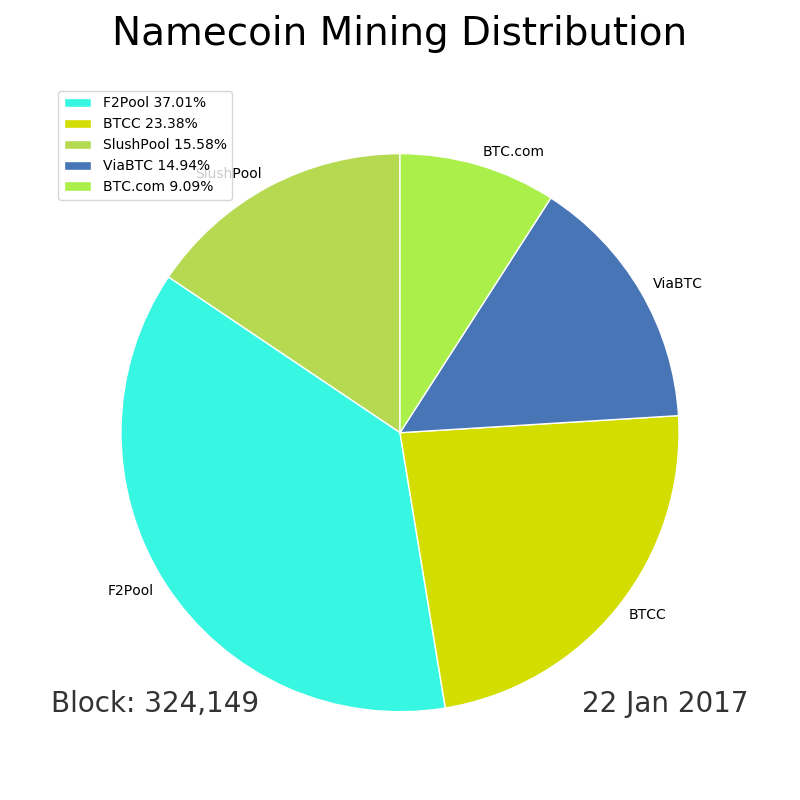 Namecoin Mining Distribution
F2Pool 37.01%
BTCC 23.38%
SlushPool 15.58%
ViaBTC 14.94%
BTC.com 9.09%
BTC.com
SlushPool
ViaBTC
F2Pool
BTCC
Block: 324,149
22 Jan 2017